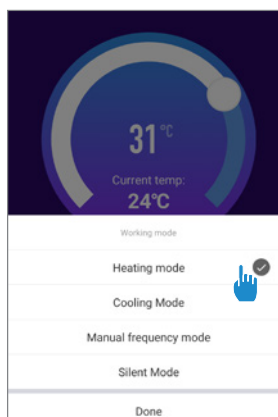 31°C
Current temp:
24°C
Working mode
Heating mode
Cooling Mode
Manual frequency mode
Silent Mode
Done